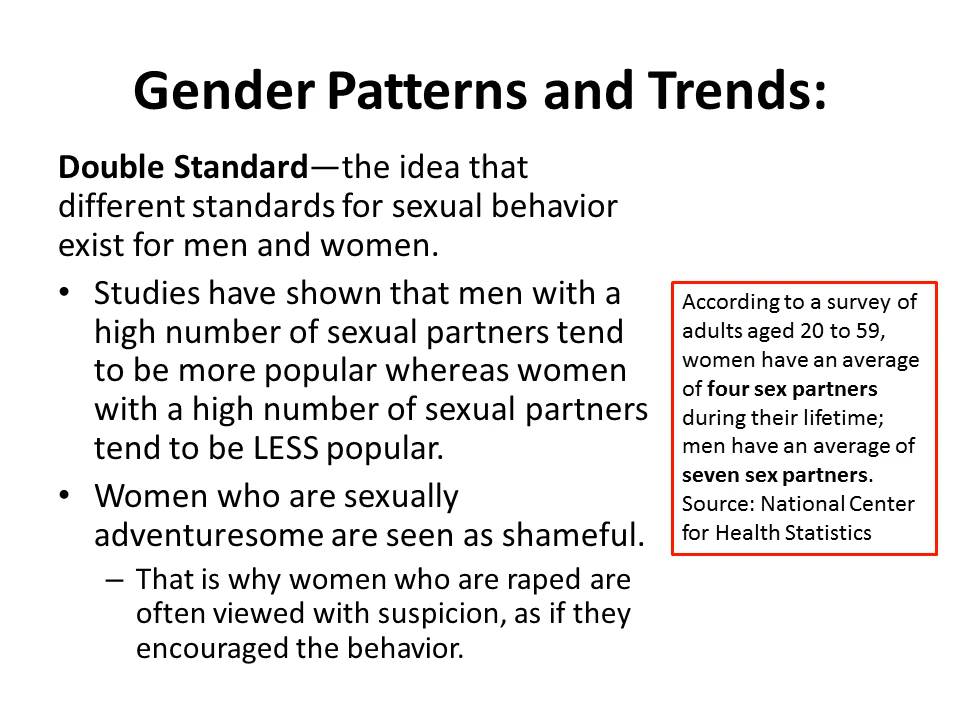 Gender Patterns and Trends:
Double Standard—the idea that
different standards for sexual behavior
exist for men and women.
• Studies have shown that men with a
high number of sexual partners tend
to be more popular whereas women
with a high number of sexual partners
tend to be LESS popular.
• Women who are sexually
adventuresome are seen as shameful.
– That is why women who are raped are
often viewed with suspicion, as if they
encouraged the behavior.
According to a survey of
adults aged 20 to 59,
women have an average
of four sex partners
during their lifetime;
men have an average of
seven sex partners.
Source: National Center
for Health Statistics